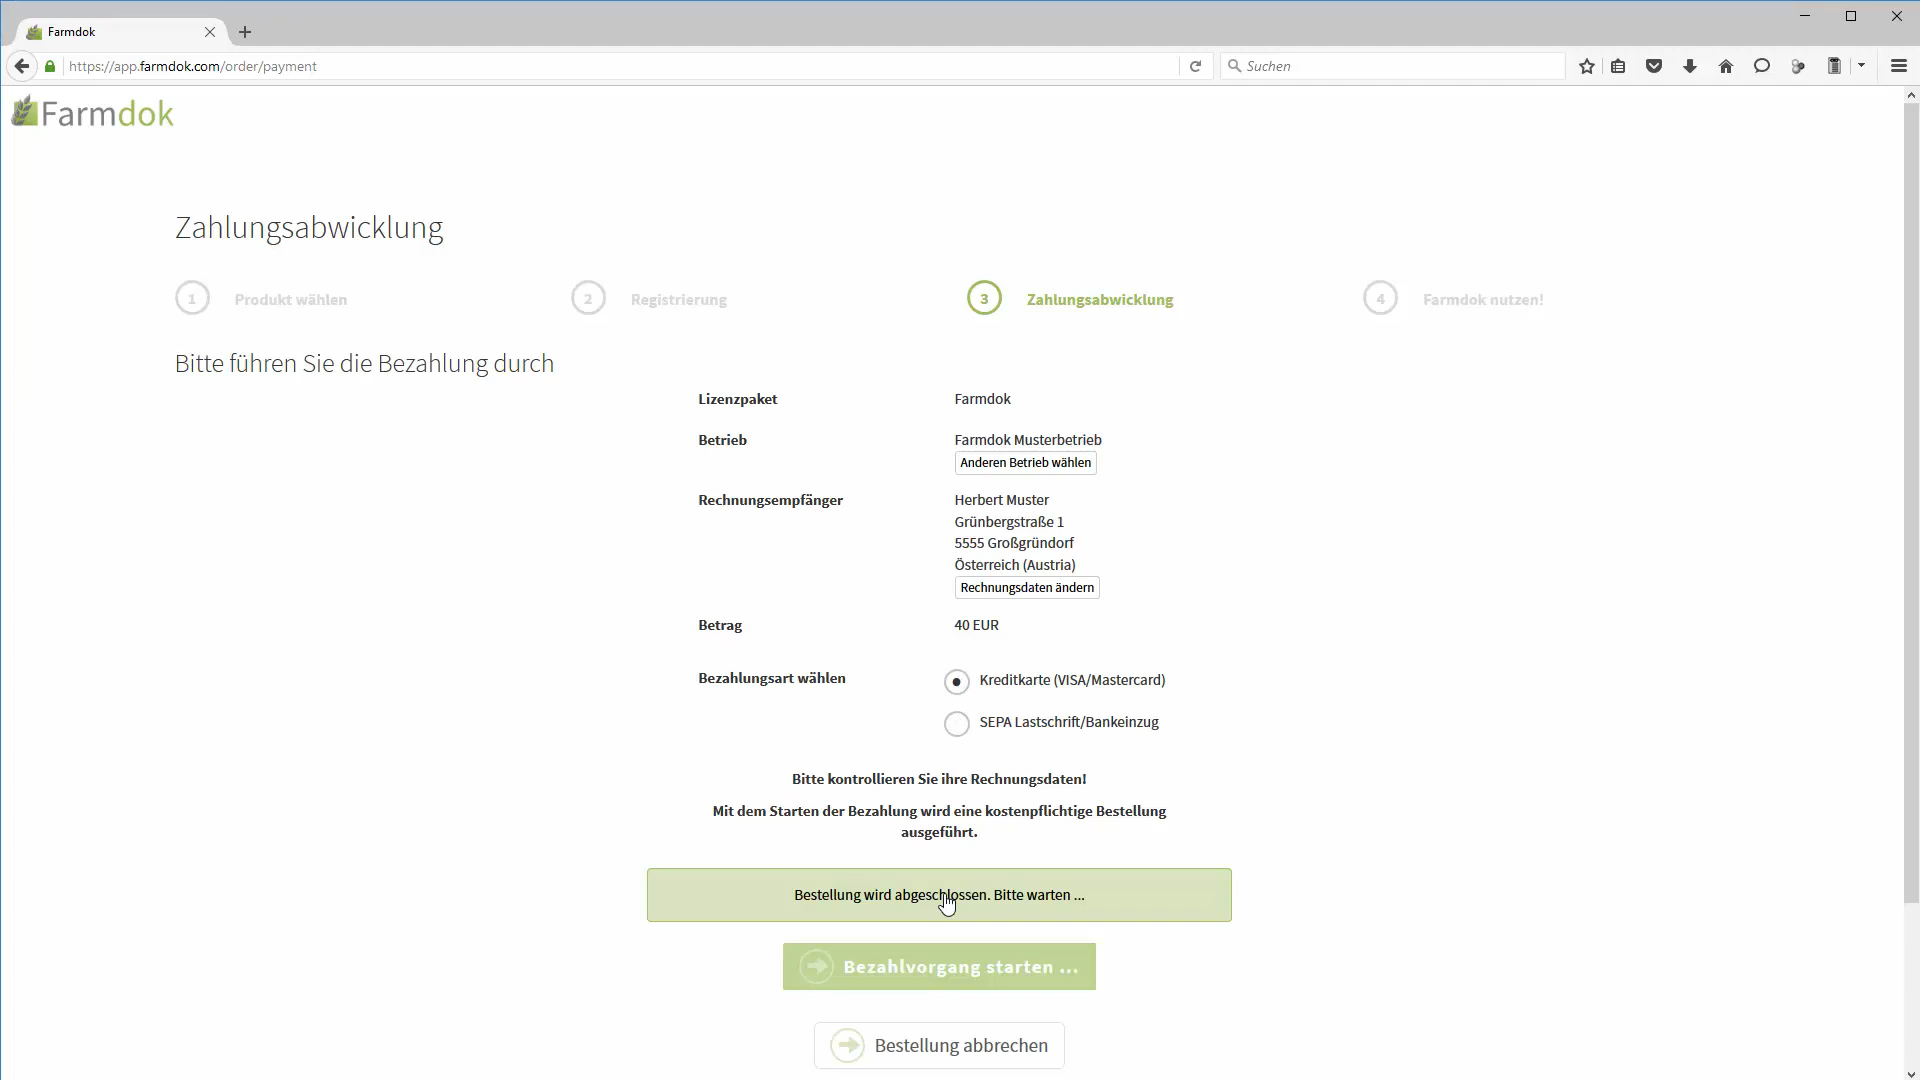 Farmdok
https://app.farmdok.com/order/payment
Suchen
Farmdok
Zahlungsabwicklung
1 Produkt wählen
2 Registrierung
3 Zahlungsabwicklung
4 Farmdok nutzen!
Bitte führen Sie die Bezahlung durch
Lizenzpaket Farmdok
Betrieb Farmdok Musterbetrieb
Anderen Betrieb wählen
Rechnungsempfänger Herbert Muster
Grünbergstraße 1
5555 Großgründorf
Österreich (Austria)
Rechnungsdaten ändern
Betrag 40 EUR
Bezahlungsart wählen Kreditkarte (VISA/Mastercard)
SEPA Lastschrift/Bankeinzug
Bitte kontrollieren Sie ihre Rechnungsdaten!
Mit dem Starten der Bezahlung wird eine kostenpflichtige Bestellung
ausgeführt.
Bestellung wird abgeschlossen. Bitte warten ...
Bezahlvorgang starten ...
Bestellung abbrechen